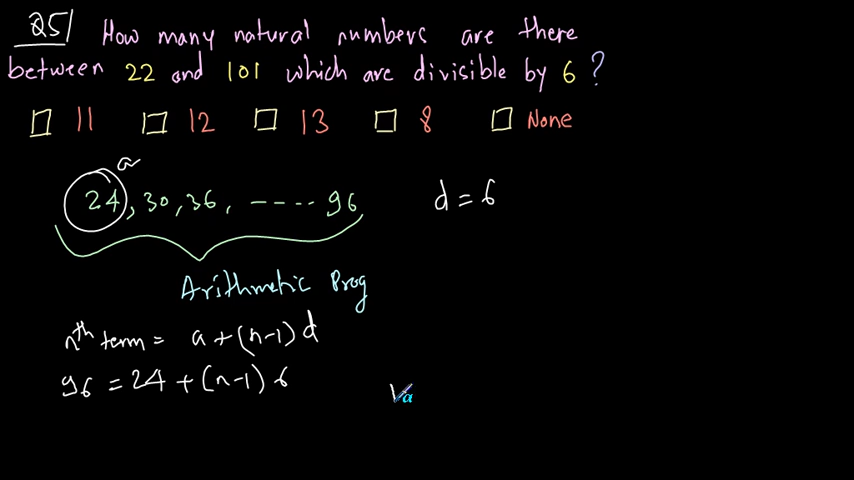 Q5/ How many natural numbers are there
between 22 and 101 which are divisible by 6 ?
11 12 13 8 None
a
24, 30, 36, ---- 96 d = 6
Arithmetic Prog
nth term = a + (n-1) d
96 = 24 + (n-1) 6